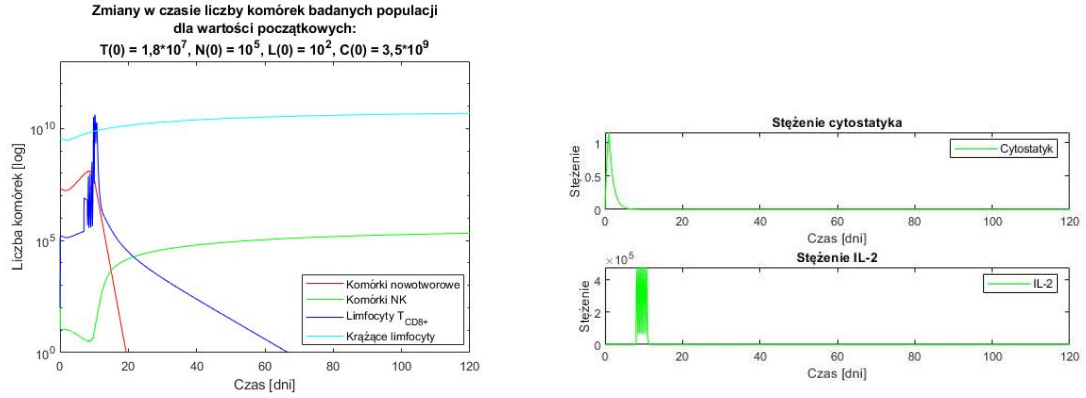 Zmiany w czasie liczby komórek badanych populacji
dla wartości początkowych:
T(0) = 1,8*10^7, N(0) = 10^5, L(0) = 10^2, C(0) = 3,5*10^9
Liczba komórek [log]
10^10
10^5
10^0
0 20 40 60 80 100 120
Czas [dni]
Komórki nowotworowe
Komórki NK
Limfocyty T_CD8+
Krążące limfocyty
Stężenie cytostatyka
Stężenie
1
0.5
0
0 20 40 60 80 100 120
Czas [dni]
Cytostatyk
Stężenie IL-2
×10^5
Stężenie
4
2
0
0 20 40 60 80 100 120
Czas [dni]
IL-2